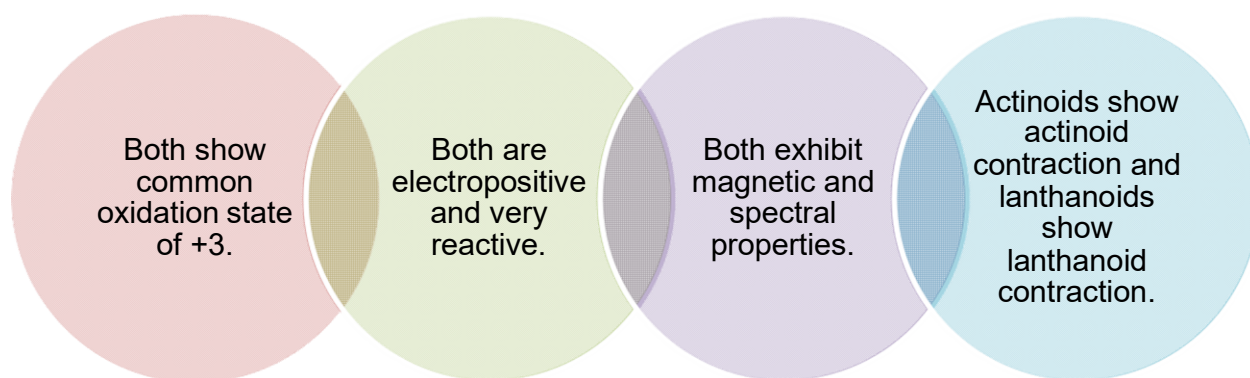 Both show
common
oxidation state
of +3.
Both are
electropositive
and very
reactive.
Both exhibit
magnetic and
spectral
properties.
Actinoids show
actinoid
contraction and
lanthanoids
show
lanthanoid
contraction.